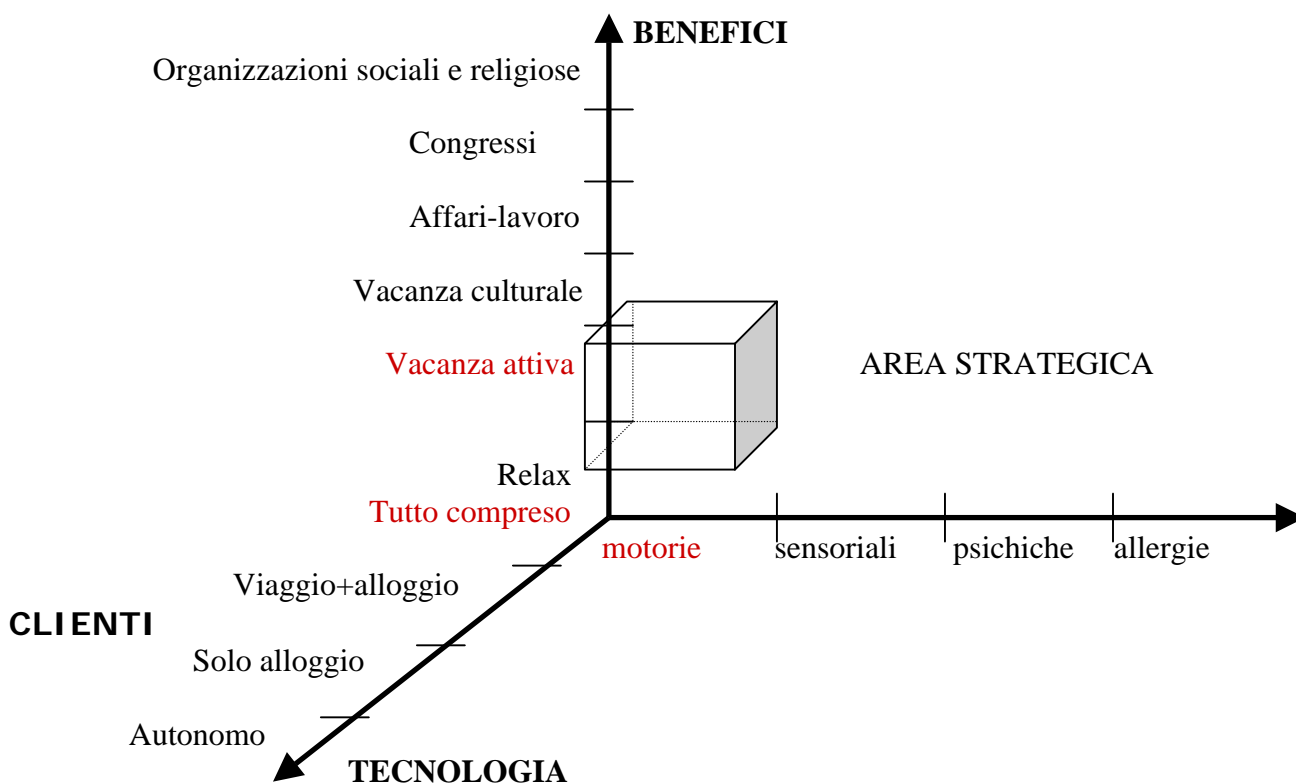 BENEFICI
Organizzazioni sociali e religiose
Congressi
Affari-lavoro
Vacanza culturale
Vacanza attiva
AREA STRATEGICA
Relax
Tutto compreso
motorie
sensoriali
psichiche
allergie
Viaggio+alloggio
CLIENTI
Solo alloggio
Autonomo
TECNOLOGIA